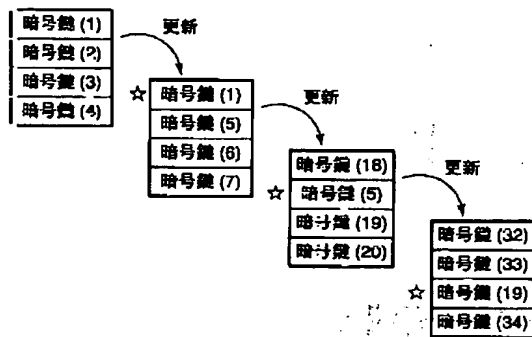 暗号鍵 (1)
暗号鍵 (2)
暗号鍵 (3)
暗号鍵 (4)
更新
☆ 暗号鍵 (1)
暗号鍵 (5)
暗号鍵 (6)
暗号鍵 (7)
更新
暗号鍵 (18)
☆ 暗号鍵 (5)
暗号鍵 (19)
暗号鍵 (20)
更新
暗号鍵 (32)
暗号鍵 (33)
☆ 暗号鍵 (19)
暗号鍵 (34)